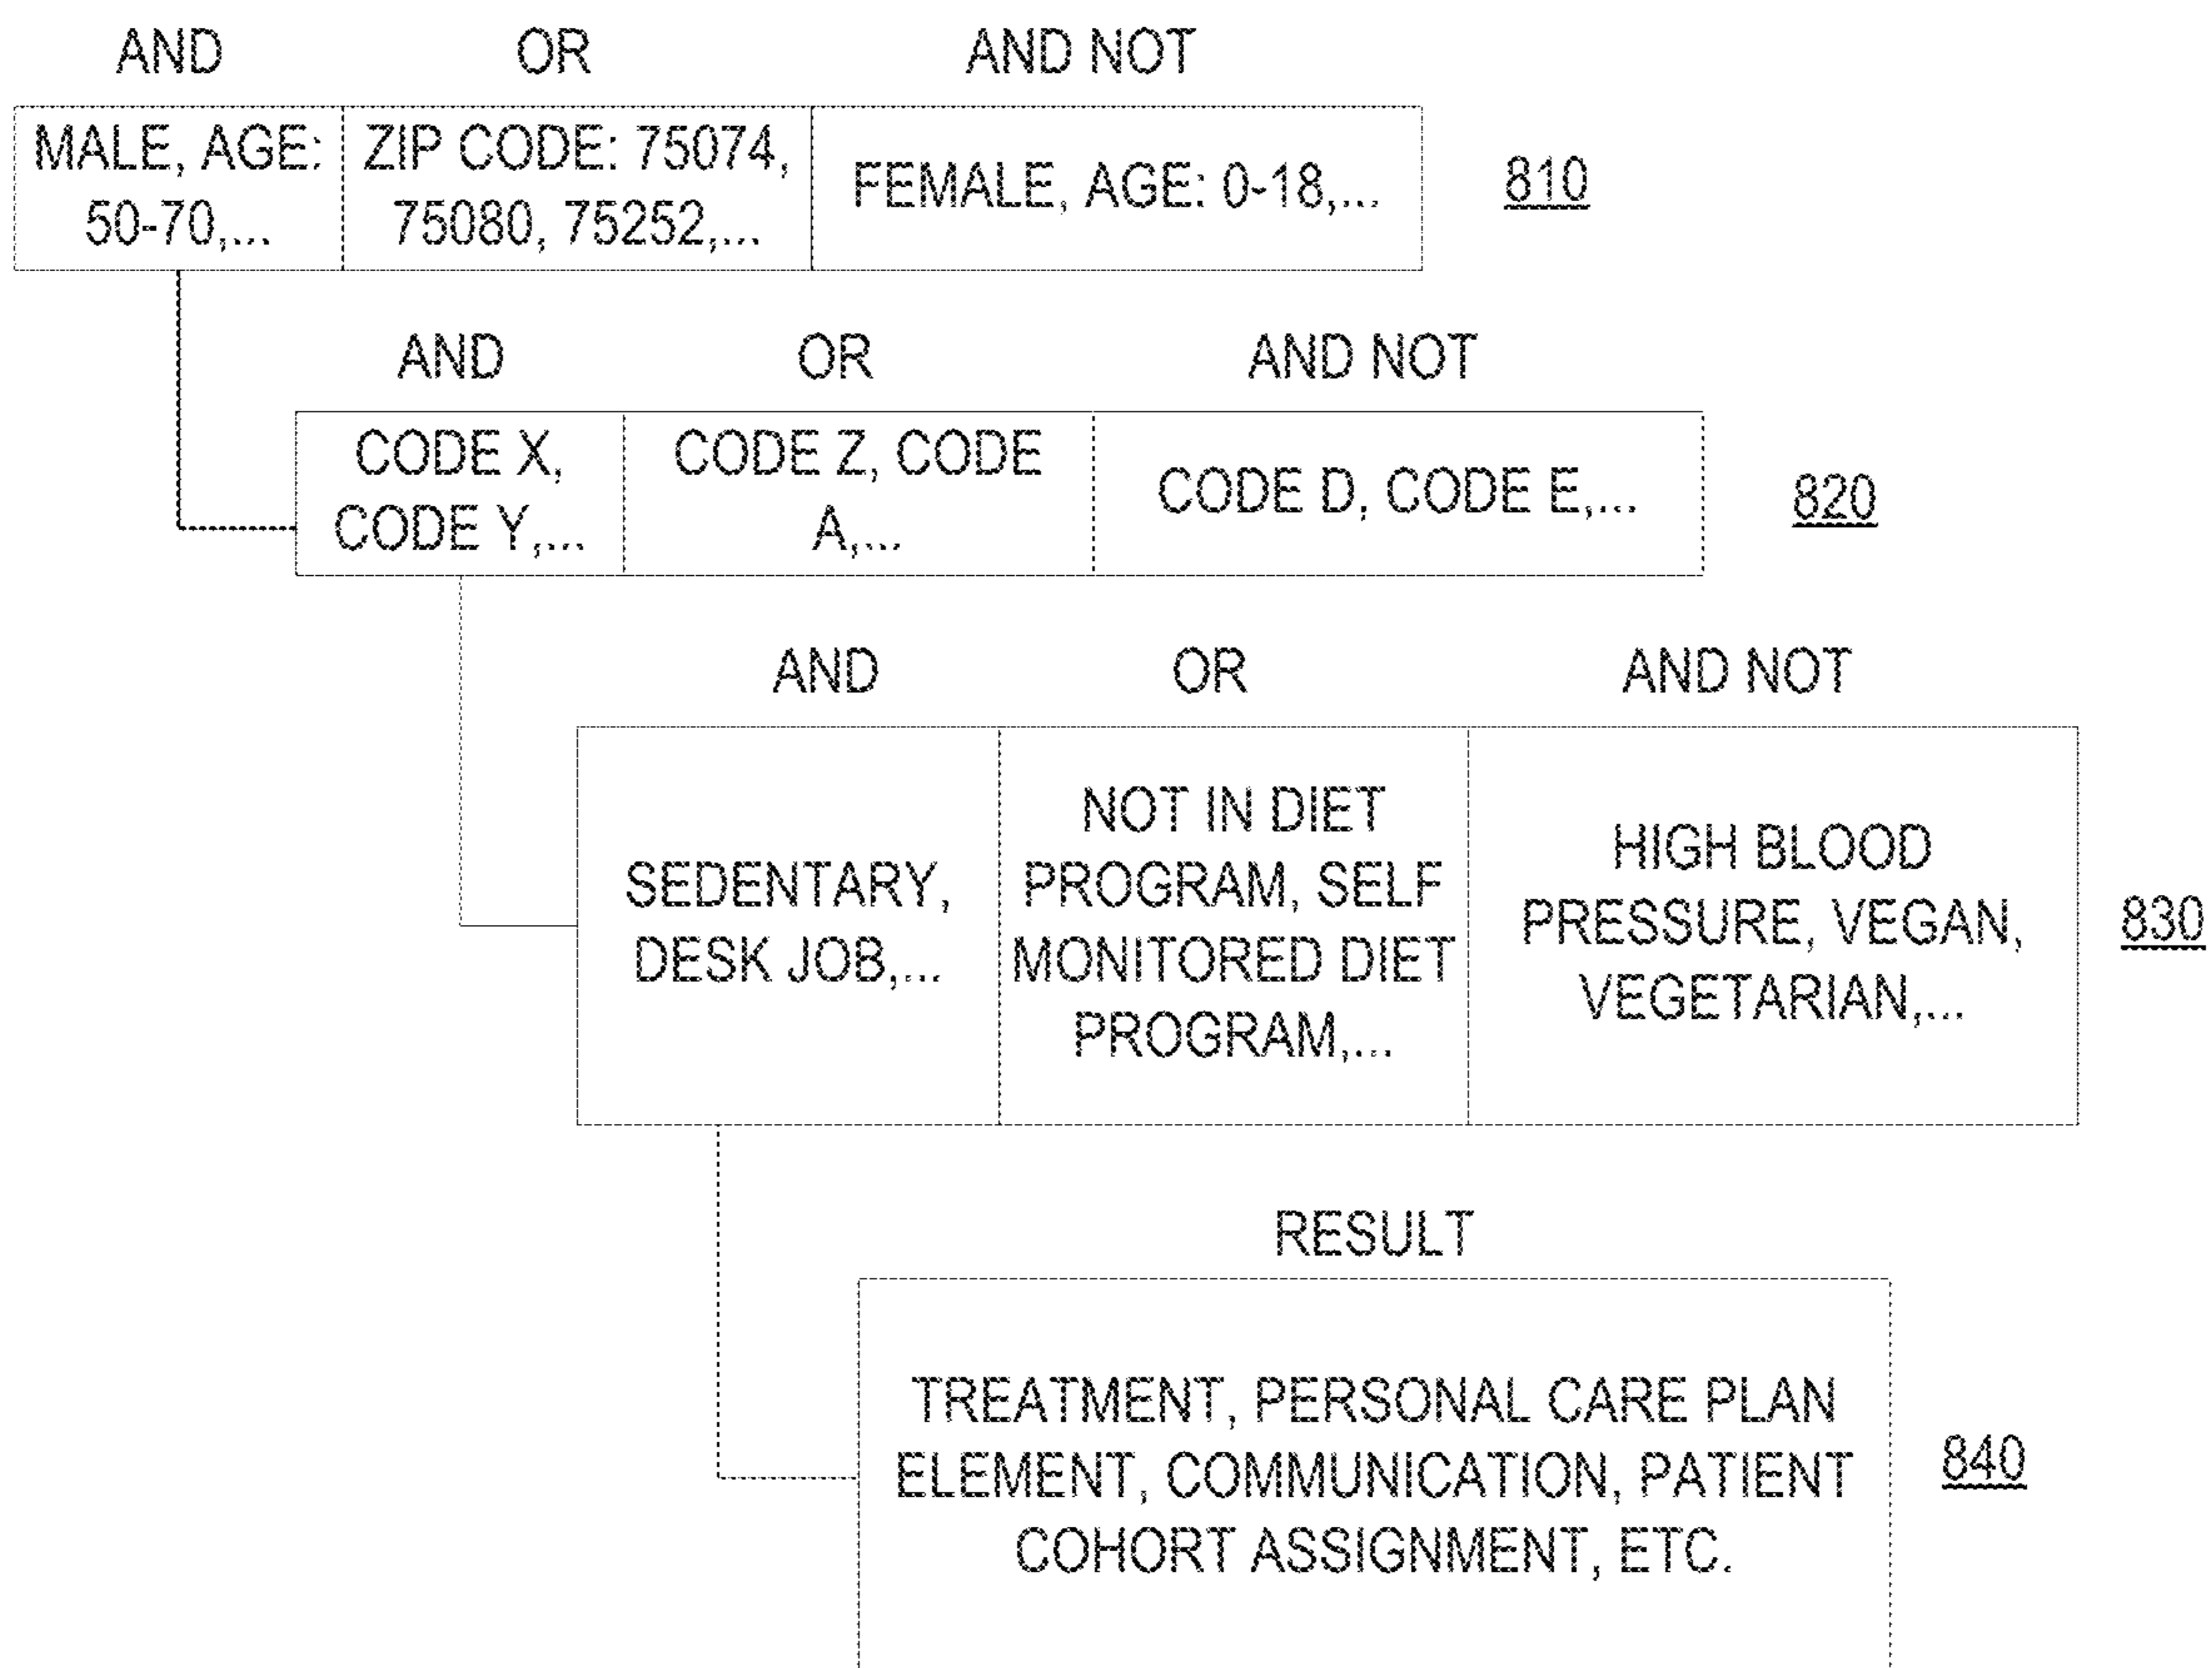 AND OR AND NOT
MALE, AGE:
50-70,...
ZIP CODE: 75074,
75080, 75252,...
FEMALE, AGE: 0-18,...
810
AND OR AND NOT
CODE X,
CODE Y,...
CODE Z, CODE
A,...
CODE D, CODE E,...
820
AND OR AND NOT
SEDENTARY,
DESK JOB,...
NOT IN DIET
PROGRAM, SELF
MONITORED DIET
PROGRAM,...
HIGH BLOOD
PRESSURE, VEGAN,
VEGETARIAN,...
830
RESULT
TREATMENT, PERSONAL CARE PLAN
ELEMENT, COMMUNICATION, PATIENT
COHORT ASSIGNMENT, ETC.
840